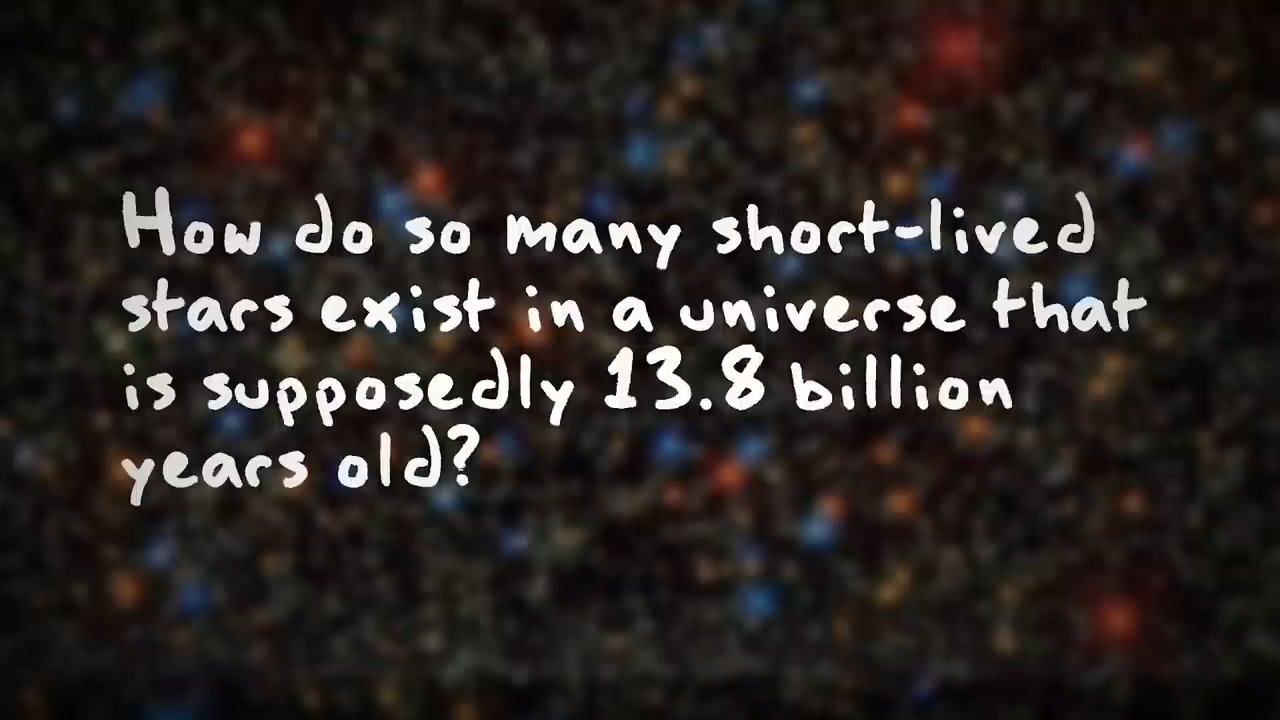 How do so many short-lived
stars exist in a universe that
is supposedly 13.8 billion
years old?